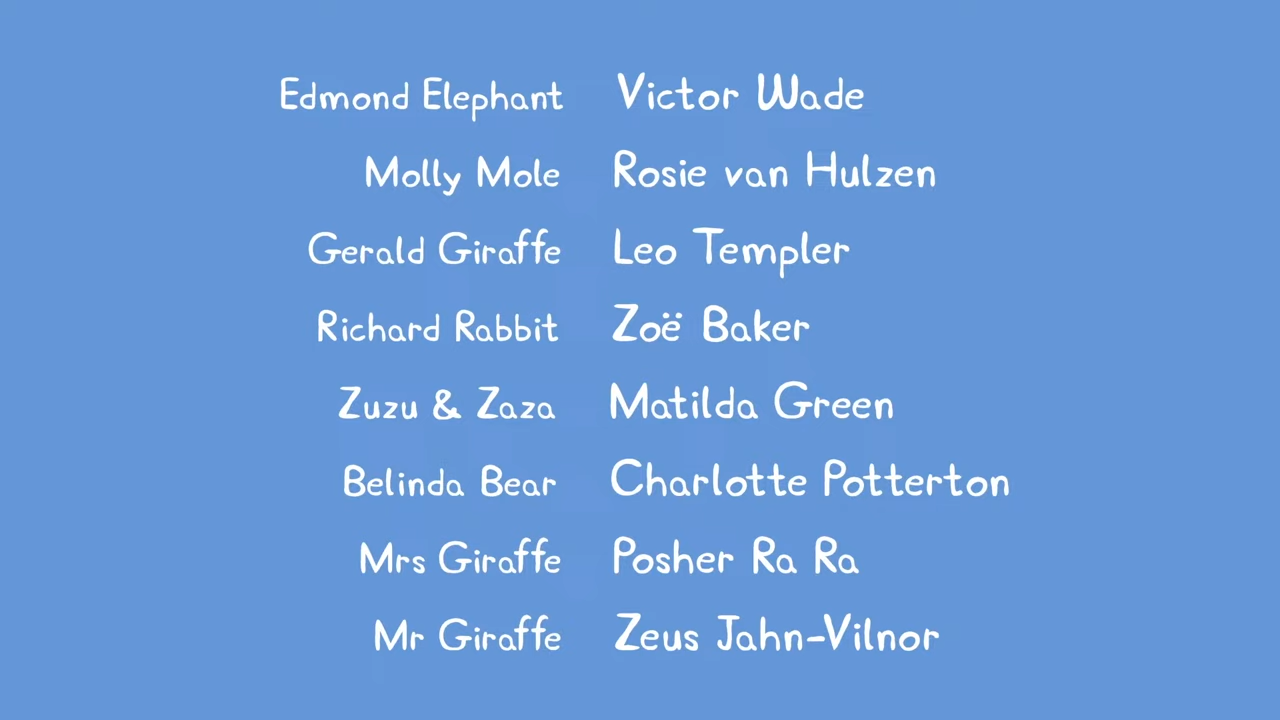 Edmond Elephant Victor Wade
Molly Mole Rosie van Hulzen
Gerald Giraffe Leo Templer
Richard Rabbit Zoë Baker
Zuzu & Zaza Matilda Green
Belinda Bear Charlotte Potterton
Mrs Giraffe Posher Ra Ra
Mr Giraffe Zeus Jahn-Vilnor